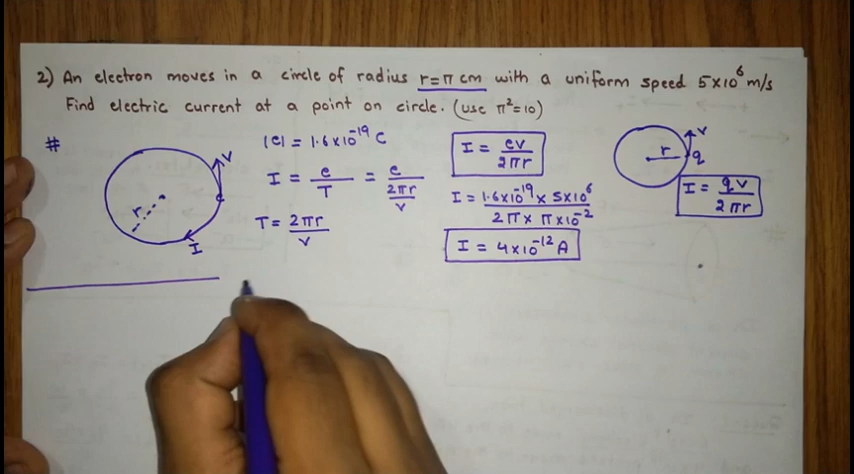 2) An electron moves in a circle of radius r=π cm with a uniform speed 5×10⁶ m/s
Find electric current at a point on circle. (use π²=10)
#
r
v
e
I
|e| = 1.6×10⁻¹⁹ C
I = e/T = e/(2πr/v)
T = 2πr/v
I = ev/2πr
I = 1.6×10⁻¹⁹ × 5×10⁶ / 2π × π×10⁻²
I = 4×10⁻¹² A
r
v
q
I = qv/2πr